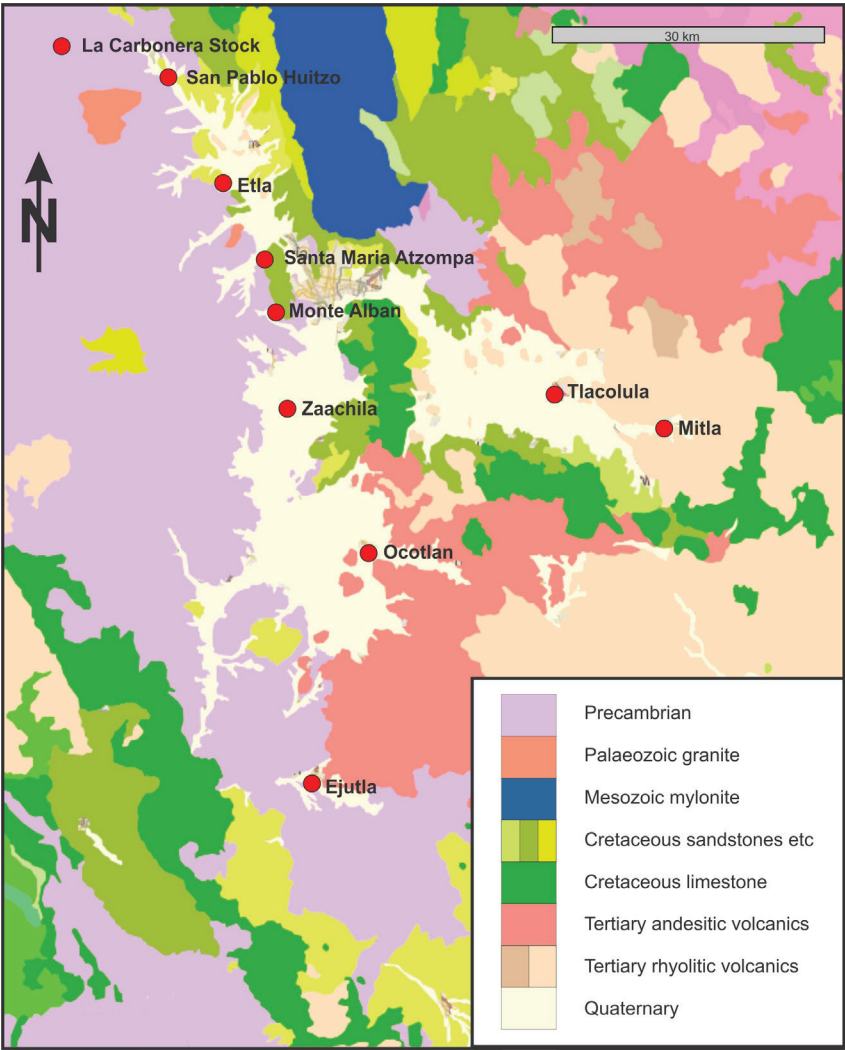 30 km
La Carbonera Stock
San Pablo Huitzo
Etla
N
Santa Maria Atzompa
Monte Alban
Tlacolula
Zaachila
Mitla
Ocotlan
Ejutla
Precambrian
Palaeozoic granite
Mesozoic mylonite
Cretaceous sandstones etc
Cretaceous limestone
Tertiary andesitic volcanics
Tertiary rhyolitic volcanics
Quaternary